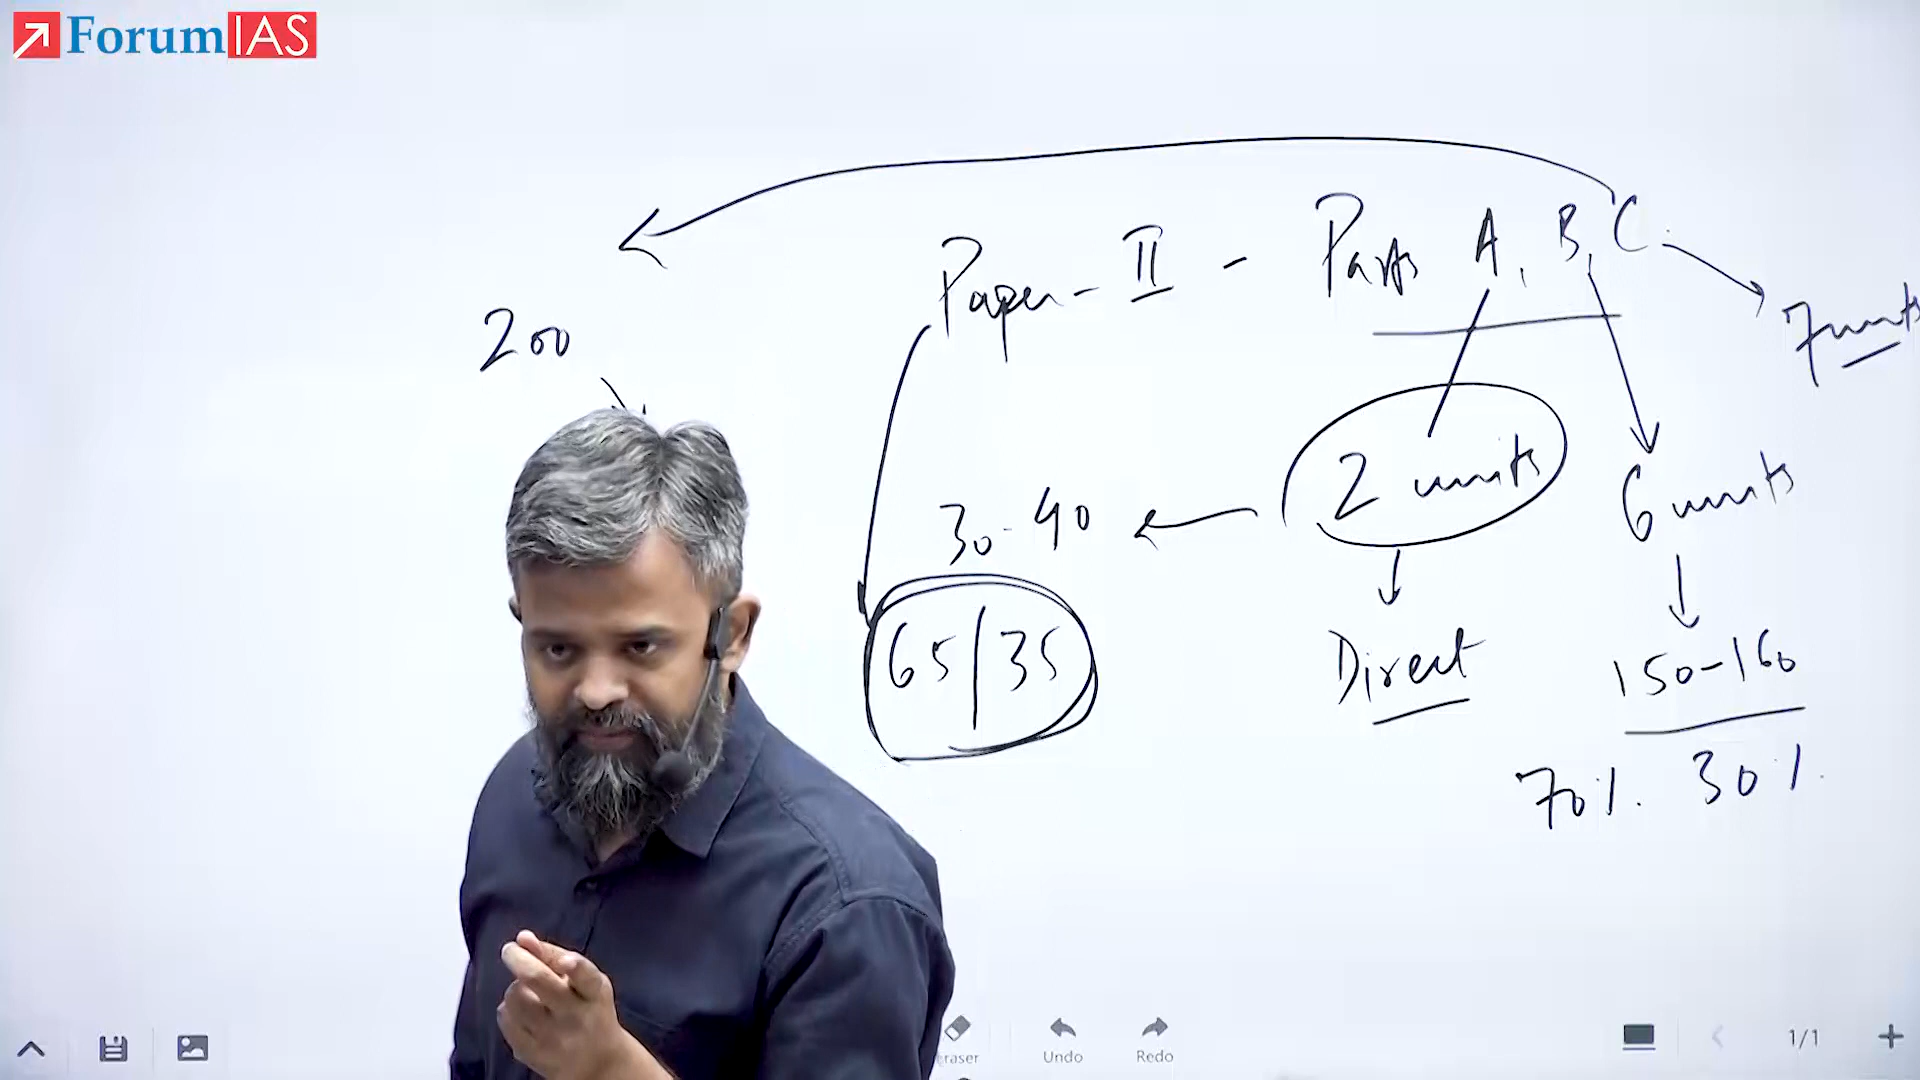 ForumIAS
Paper - II - Parts A, B, C.
7 units
200
2 units
6 units
30-40
65|35
Direct
150-160
70%. 30%.
Undo
Redo
1/1